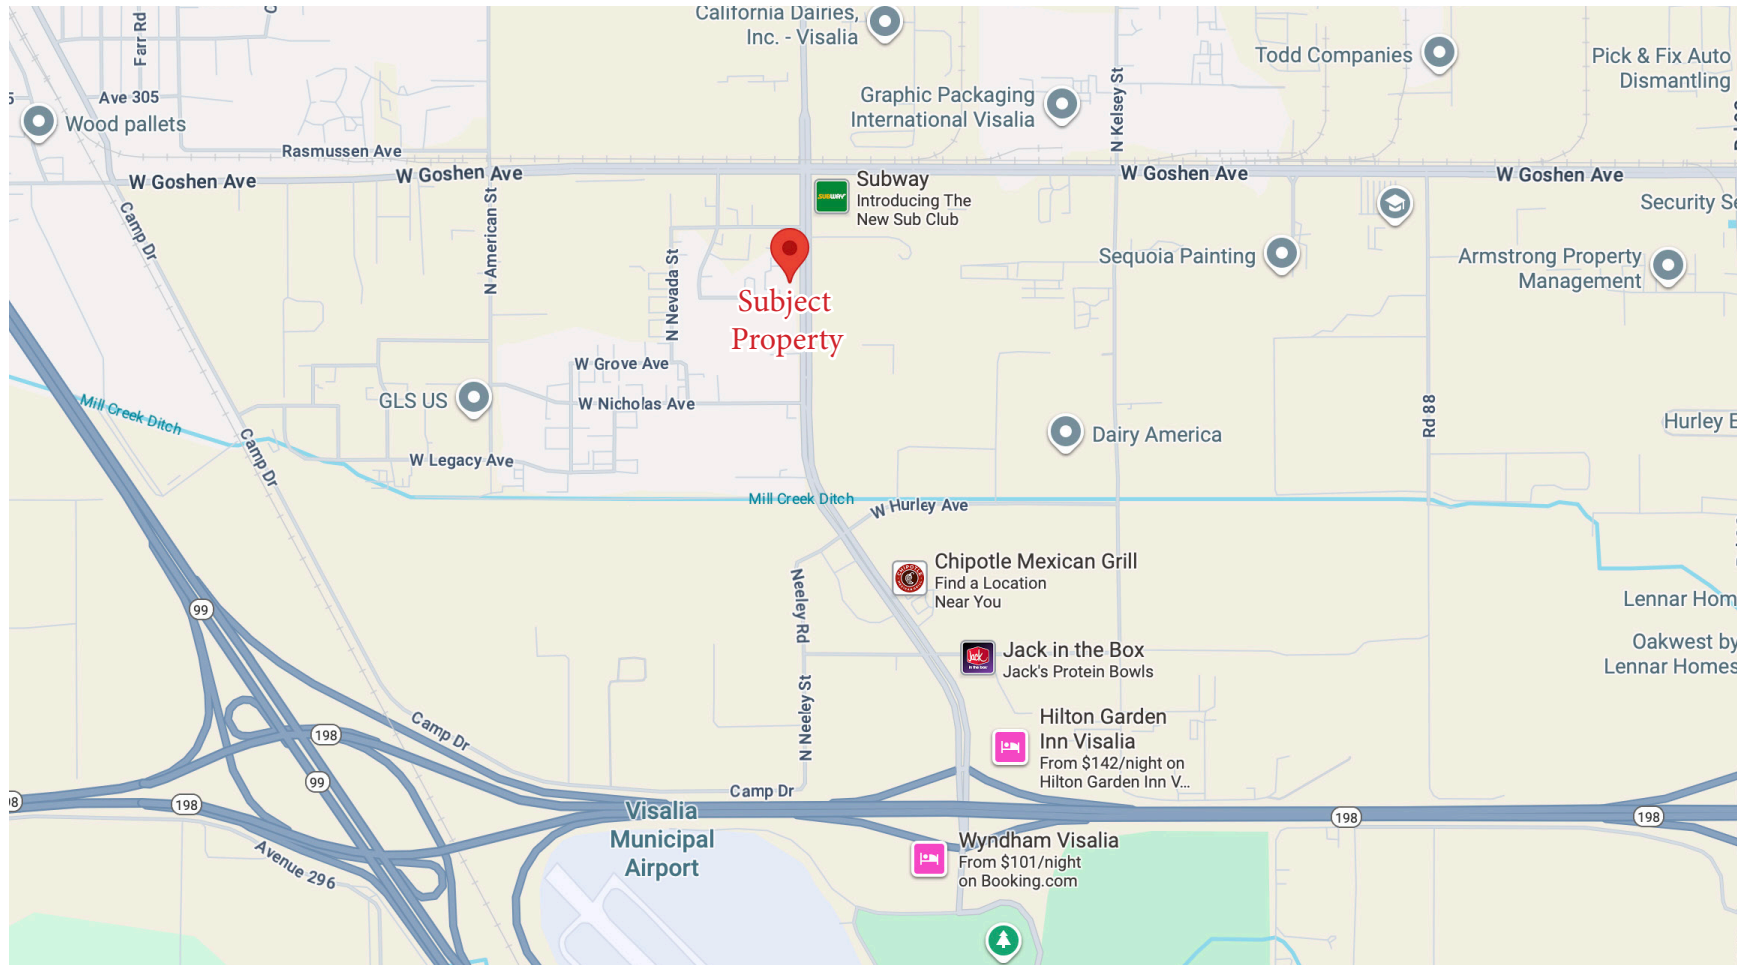 California Dairies,
Inc. - Visalia
Farr Rd
Todd Companies
Pick & Fix Auto
Dismantling
Ave 305
Wood pallets
Graphic Packaging
International Visalia
N Kelsey St
Rasmussen Ave
W Goshen Ave
W Goshen Ave
W Goshen Ave
W Goshen Ave
SUBWAY
Subway
Introducing The
New Sub Club
Camp Dr
N American St
N Nevada St
Security
Sequoia Painting
Armstrong Property
Management
Subject
Property
W Grove Ave
W Nicholas Ave
GLS US
Mill Creek Ditch
Camp Dr
W Legacy Ave
Dairy America
Rd 88
Hurley
Mill Creek Ditch
W Hurley Ave
Neeley Rd
CHIPOTLE
Chipotle Mexican Grill
Find a Location
Near You
Lennar Hom
99
Jack in the Box
Jack's Protein Bowls
Oakwest by
Lennar Homes
N Neeley St
Camp Dr
198
Hilton Garden
Inn Visalia
From $142/night on
Hilton Garden Inn V...
99
198
Camp Dr
198
198
Visalia
Municipal
Airport
Avenue 296
Wyndham Visalia
From $101/night
on Booking.com